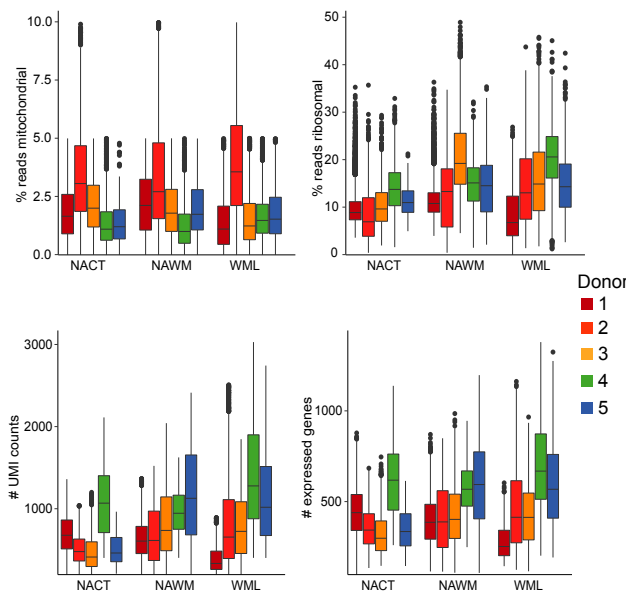 % reads mitochondrial
10.0
7.5
5.0
2.5
0.0
NACT
NAWM
WML
% reads ribosomal
50
40
30
20
10
0
NACT
NAWM
WML
Donor
1
2
3
4
5
# UMI counts
3000
2000
1000
NACT
NAWM
WML
# expressed genes
1000
500
NACT
NAWM
WML